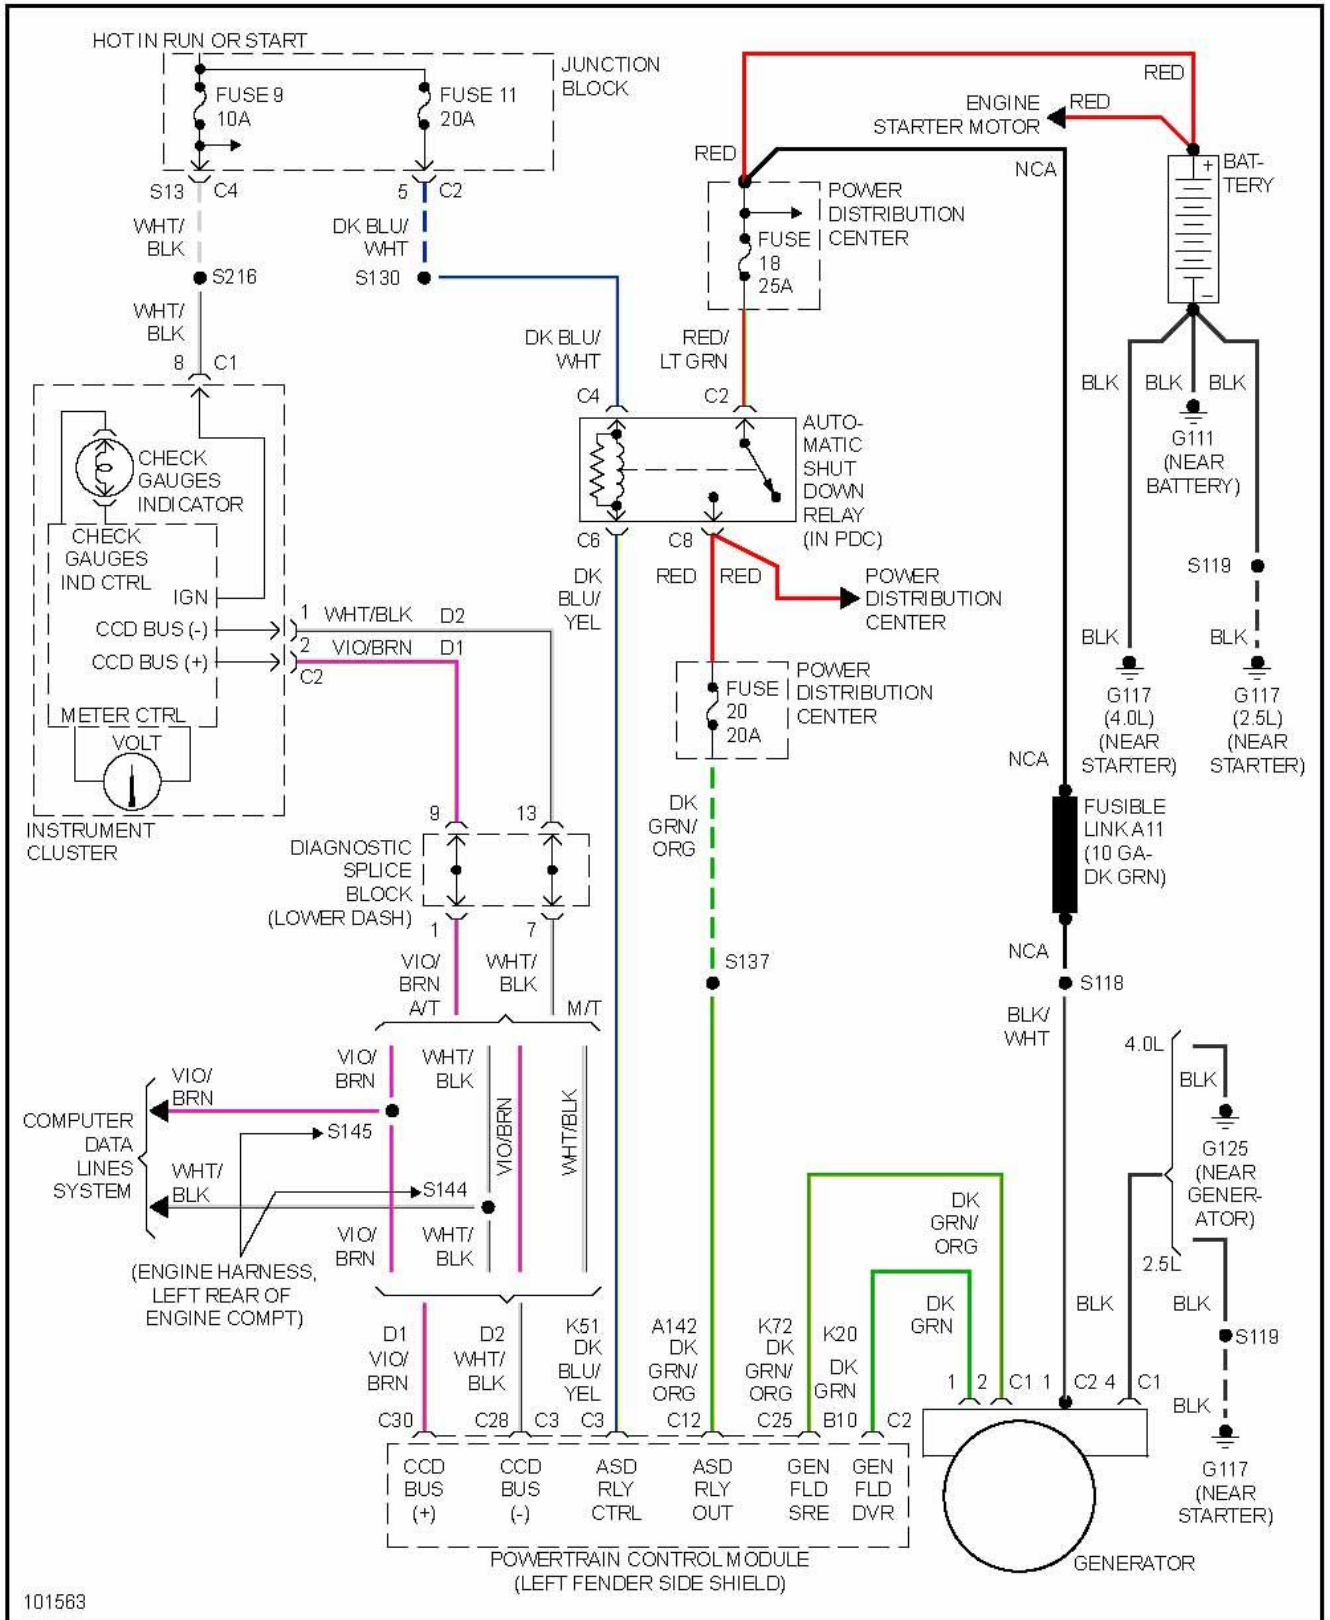 HOT IN RUN OR START
JUNCTION
BLOCK
FUSE 9
10A
FUSE 11
20A
S13
C4
5
C2
WHT/
BLK
DK BLU/
WHT
S216
S130
WHT/
BLK
8
C1
RED
ENGINE
STARTER MOTOR
RED
RED
NCA
BAT-
TERY
+
−
POWER
DISTRIBUTION
CENTER
FUSE
18
25A
DK BLU/
WHT
RED/
LT GRN
C4
C2
BLK
BLK
BLK
G111
(NEAR
BATTERY)
AUTO-
MATIC
SHUT
DOWN
RELAY
(IN PDC)
CHECK
GAUGES
INDICATOR
CHECK
GAUGES
IND CTRL
IGN
CCD BUS (-)
CCD BUS (+)
METER CTRL
VOLT
INSTRUMENT
CLUSTER
1
WHT/BLK
D2
2
VIO/BRN
D1
C2
C6
C8
DK
BLU/
YEL
RED
RED
POWER
DISTRIBUTION
CENTER
S119
BLK
BLK
G117
(4.0L)
(NEAR
STARTER)
G117
(2.5L)
(NEAR
STARTER)
FUSE
20
20A
POWER
DISTRIBUTION
CENTER
NCA
FUSIBLE
LINK A11
(10 GA-
DK GRN)
DK
GRN/
ORG
9
13
DIAGNOSTIC
SPLICE
BLOCK
(LOWER DASH)
1
7
VIO/
BRN
A/T
WHT/
BLK
M/T
S137
NCA
S118
BLK/
WHT
VIO/
BRN
WHT/
BLK
VIO/BRN
WHT/BLK
VIO/
BRN
COMPUTER
DATA
LINES
SYSTEM
S145
WHT/
BLK
S144
VIO/
BRN
WHT/
BLK
(ENGINE HARNESS,
LEFT REAR OF
ENGINE COMPT)
4.0L
BLK
G125
(NEAR
GENER-
ATOR)
2.5L
BLK
BLK
S119
BLK
G117
(NEAR
STARTER)
DK
GRN/
ORG
DK
GRN
D1
VIO/
BRN
D2
WHT/
BLK
K51
DK
BLU/
YEL
A142
DK
GRN/
ORG
K72
DK
GRN/
ORG
K20
DK
GRN
1
2
C1
1
C2
4
C1
C30
C28
C3
C3
C12
C25
B10
C2
CCD
BUS
(+)
CCD
BUS
(-)
ASD
RLY
CTRL
ASD
RLY
OUT
GEN
FLD
SRE
GEN
FLD
DVR
POWERTRAIN CONTROL MODULE
(LEFT FENDER SIDE SHIELD)
GENERATOR
101563